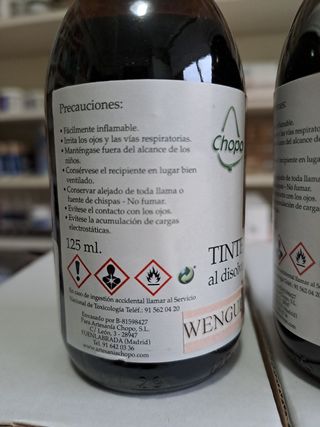 Precauciones:
• Fácilmente inflamable.
• Irrita los ojos y las vías respiratorias.
• Manténgase fuera del alcance de los
niños.
• Consérvese el recipiente en lugar bien
ventilado.
• Conservar alejado de toda llama o
fuente de chispas - No fumar.
• Evítese el contacto con los ojos.
• Evítese la acumulación de cargas
electrostáticas.
125 ml.
En caso de ingestión accidental llamar al Servicio
Nacional de Toxicología Teléf.: 91 562 04 20
Envasado por B-81598427
Para Artesanía Chopo, S.L.
C/ León, 3 - 28947
FUENLABRADA (Madrid)
Tel. 91 642 03 36
www.artesaniachopo.com
Chopo
TINTE
al disol
WENGU